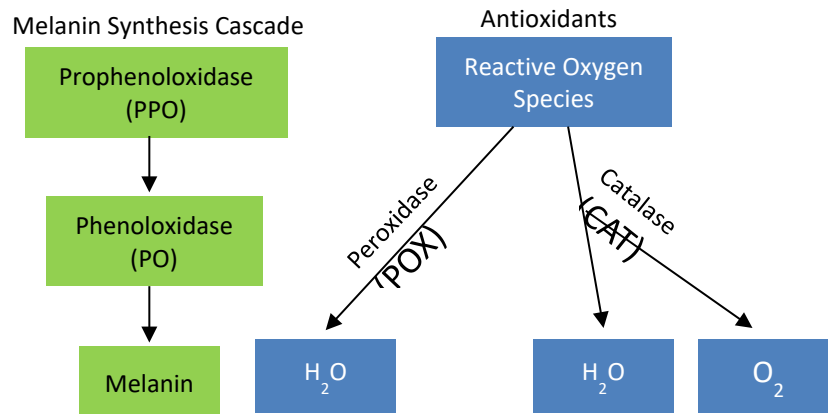 Melanin Synthesis Cascade
Prophenoloxidase
(PPO)
Phenoloxidase
(PO)
Melanin
Antioxidants
Reactive Oxygen
Species
Peroxidase
(POX)
Catalase
(CAT)
H₂O
H₂O
O₂